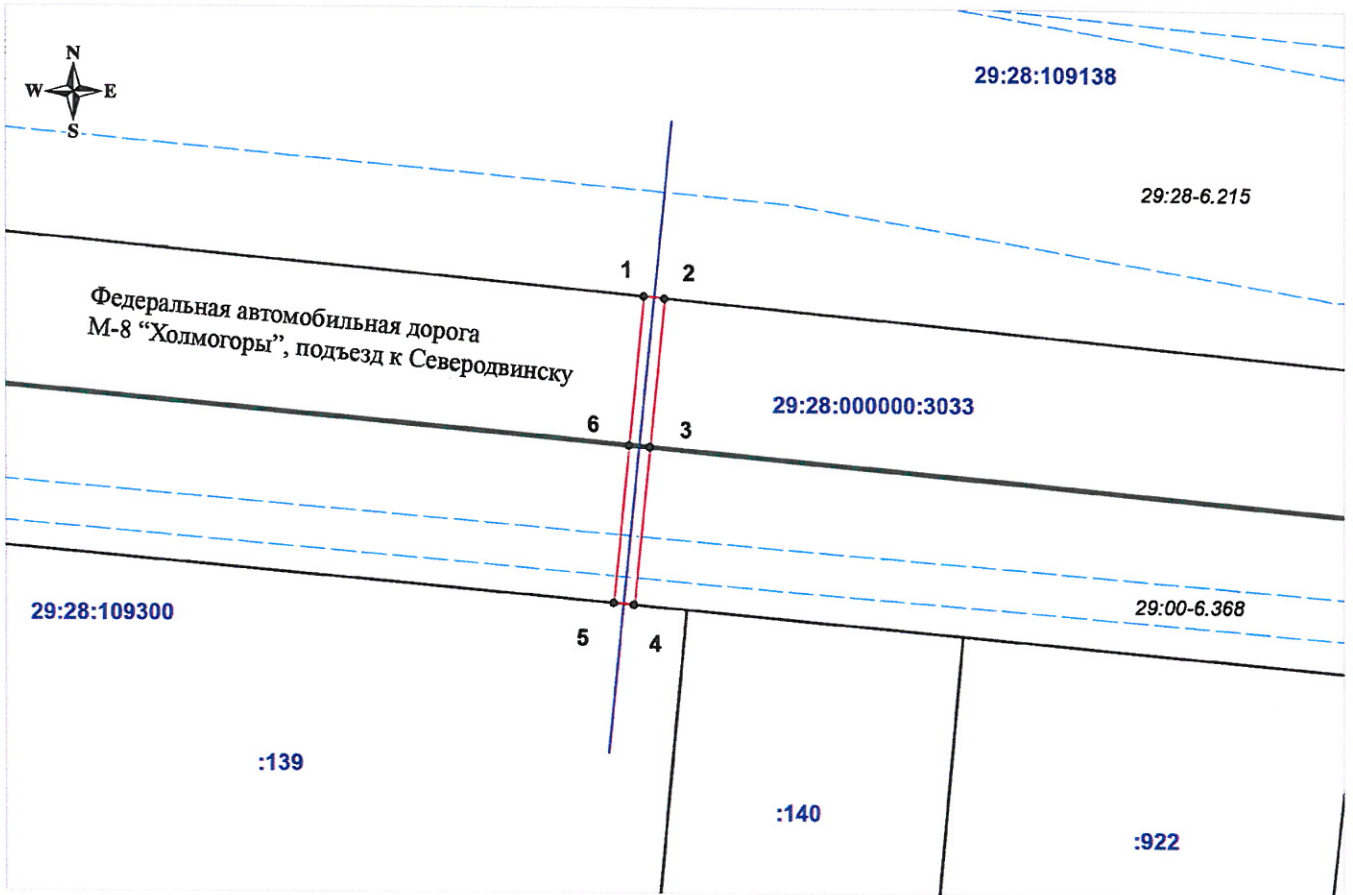 N
W E
S
29:28:109138
29:28-6.215
1 2
Федеральная автомобильная дорога
М-8 “Холмогоры”, подъезд к Северодвинску
29:28:000000:3033
6 3
29:28:109300
29:00-6.368
5 4
:139
:140
:922